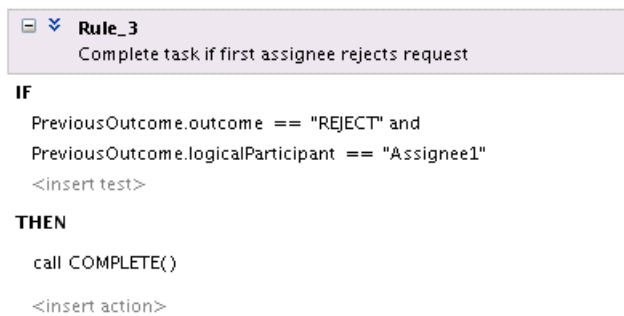 Rule_3
Complete task if first assignee rejects request
IF
PreviousOutcome.outcome == "REJECT" and
PreviousOutcome.logicalParticipant == "Assignee1"
<insert test>
THEN
call COMPLETE()
<insert action>